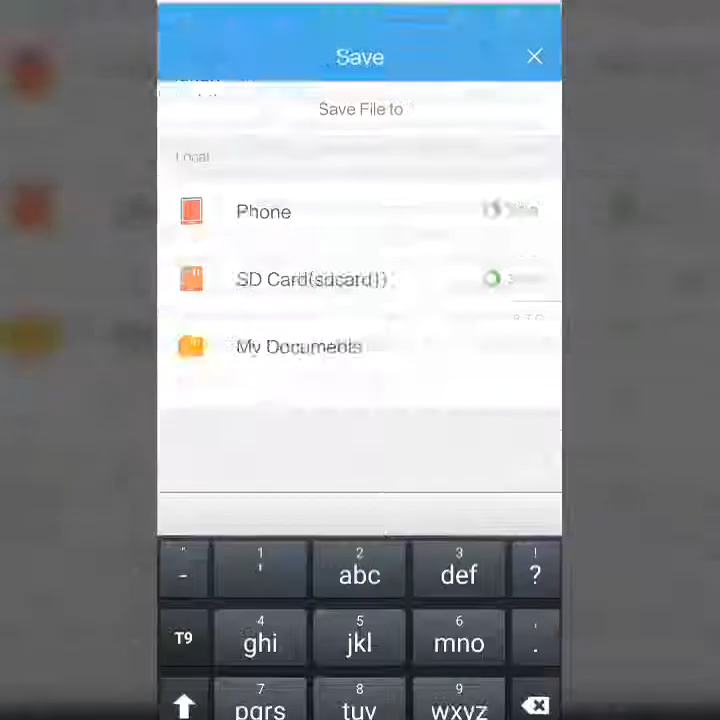 Save
Save File to
Local
Phone
SD Card(sdcard1)
My Documents
- 1 ' 2 abc 3 def ! ?
T9 4 ghi 5 jkl 6 mno ' .
7 pqrs 8 tuv 9 wxyz